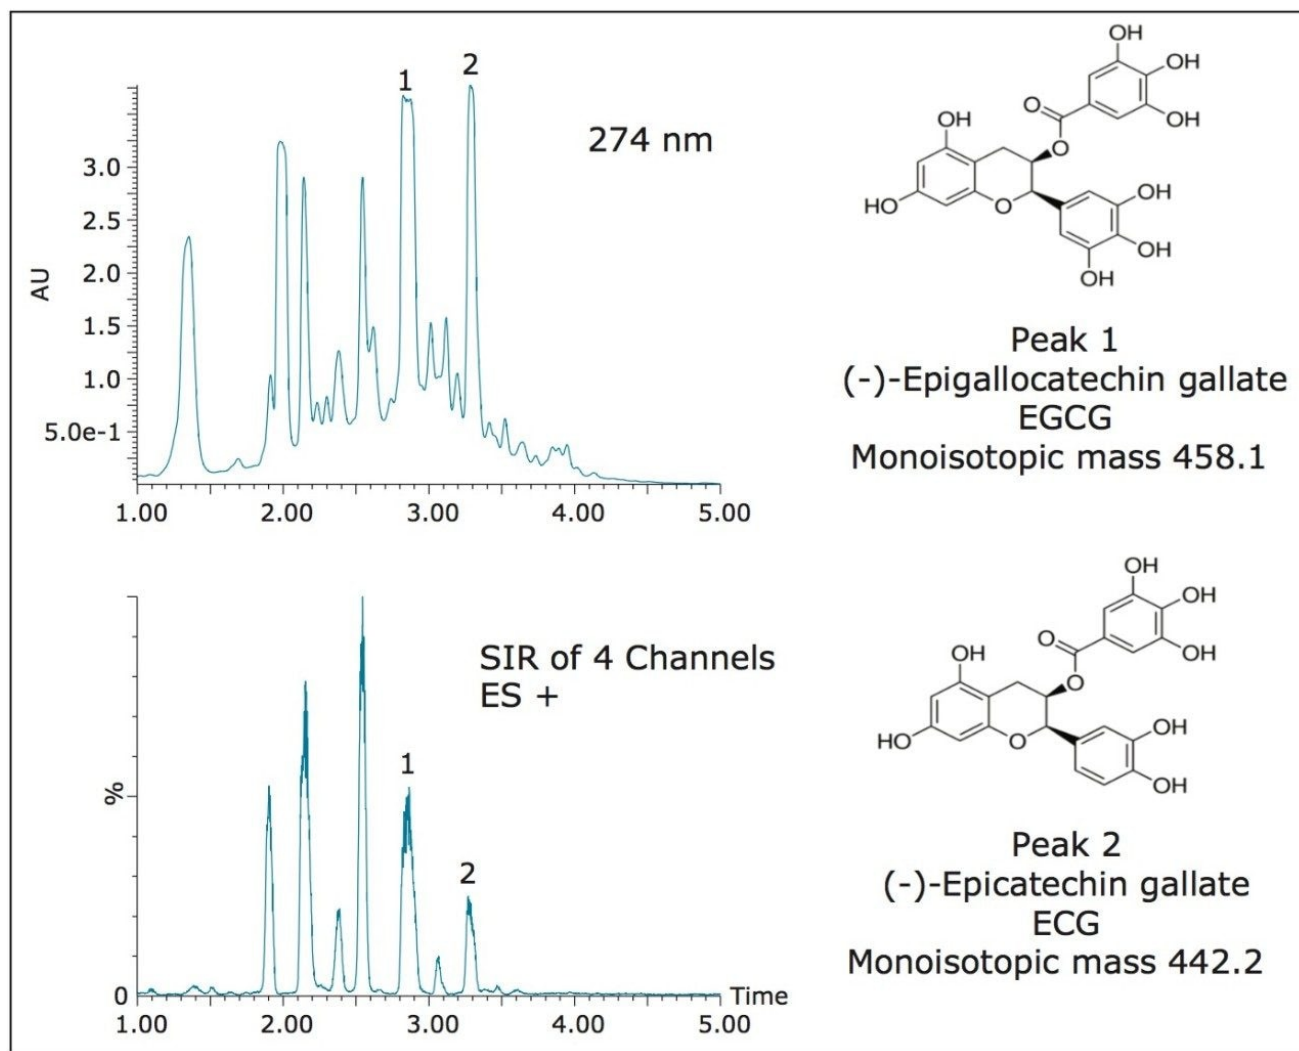 1
2
274 nm
AU
3.0
2.5
2.0
1.5
1.0
5.0e-1
1.00 2.00 3.00 4.00 5.00
OH
OH
OH
O
O
OH
HO
O
OH
OH
OH
Peak 1
(-)-Epigallocatechin gallate
EGCG
Monoisotopic mass 458.1
SIR of 4 Channels
ES +
1
2
%
0
Time
1.00 2.00 3.00 4.00 5.00
OH
OH
OH
O
O
OH
HO
O
OH
OH
Peak 2
(-)-Epicatechin gallate
ECG
Monoisotopic mass 442.2